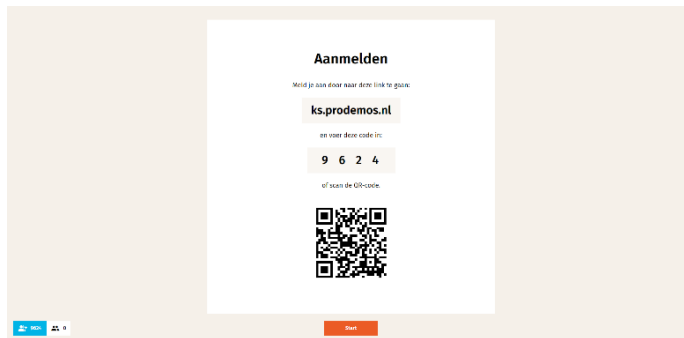 Aanmelden
Meld je aan door naar deze link te gaan:
ks.prodemos.nl
en voer deze code in:
9 6 2 4
of scan de QR-code.
9624 0
Start